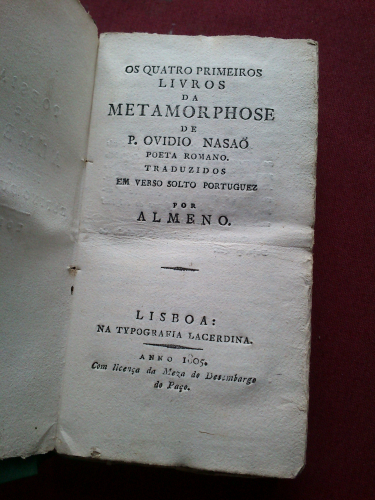 OS QUATRO PRIMEIROS
LIVROS
DA
METAMORPHOSE
DE
P. OVIDIO NASAÕ
POETA ROMANO.
TRADUZIDOS
EM VERSO SOLTO PORTUGUEZ
POR
ALMENO.
LISBOA:
NA TYPOGRAFIA LACERDINA.
ANNO 1805.
Com licença da Meza do Desembargo
do Paço.